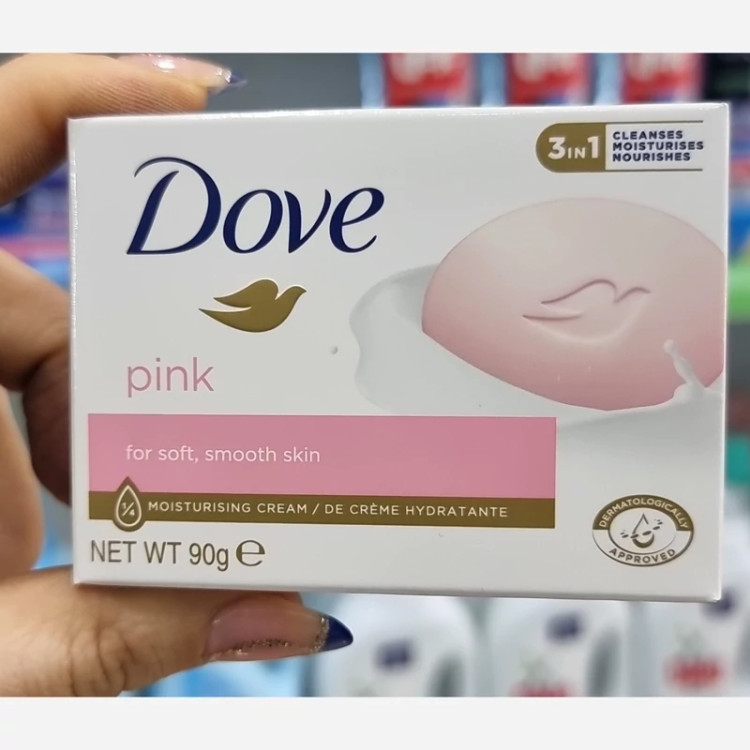 Dove
3IN1
CLEANSES
MOISTURISES
NOURISHES
pink
for soft, smooth skin
¼ MOISTURISING CREAM / DE CRÈME HYDRATANTE
NET WT 90g ℮
DERMATOLOGICALLY
APPROVED